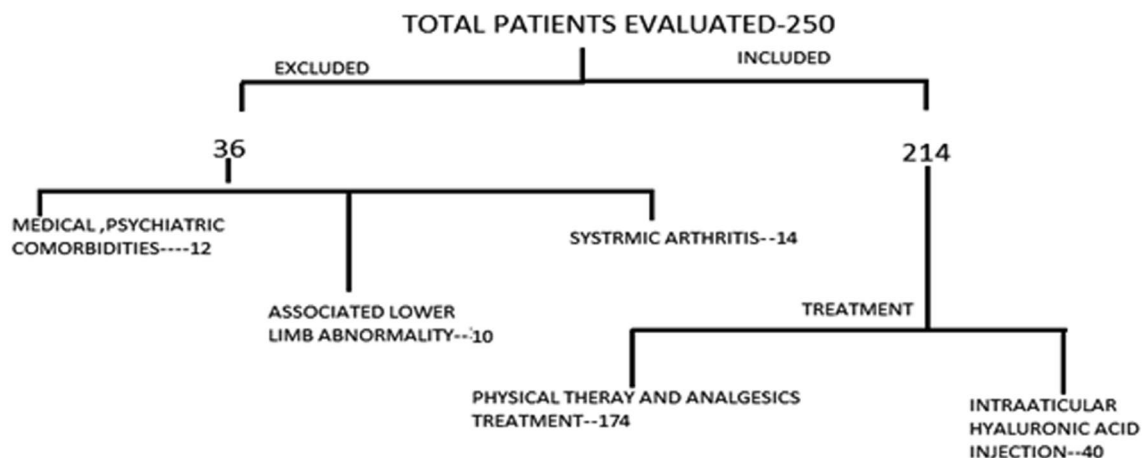 TOTAL PATIENTS EVALUATED-250
EXCLUDED
INCLUDED
36
214
MEDICAL ,PSYCHIATRIC
COMORBIDITIES----12
SYSTRMIC ARTHRITIS--14
ASSOCIATED LOWER
LIMB ABNORMALITY--10
TREATMENT
PHYSICAL THERAY AND ANALGESICS
TREATMENT--174
INTRAATICULAR
HYALURONIC ACID
INJECTION--40